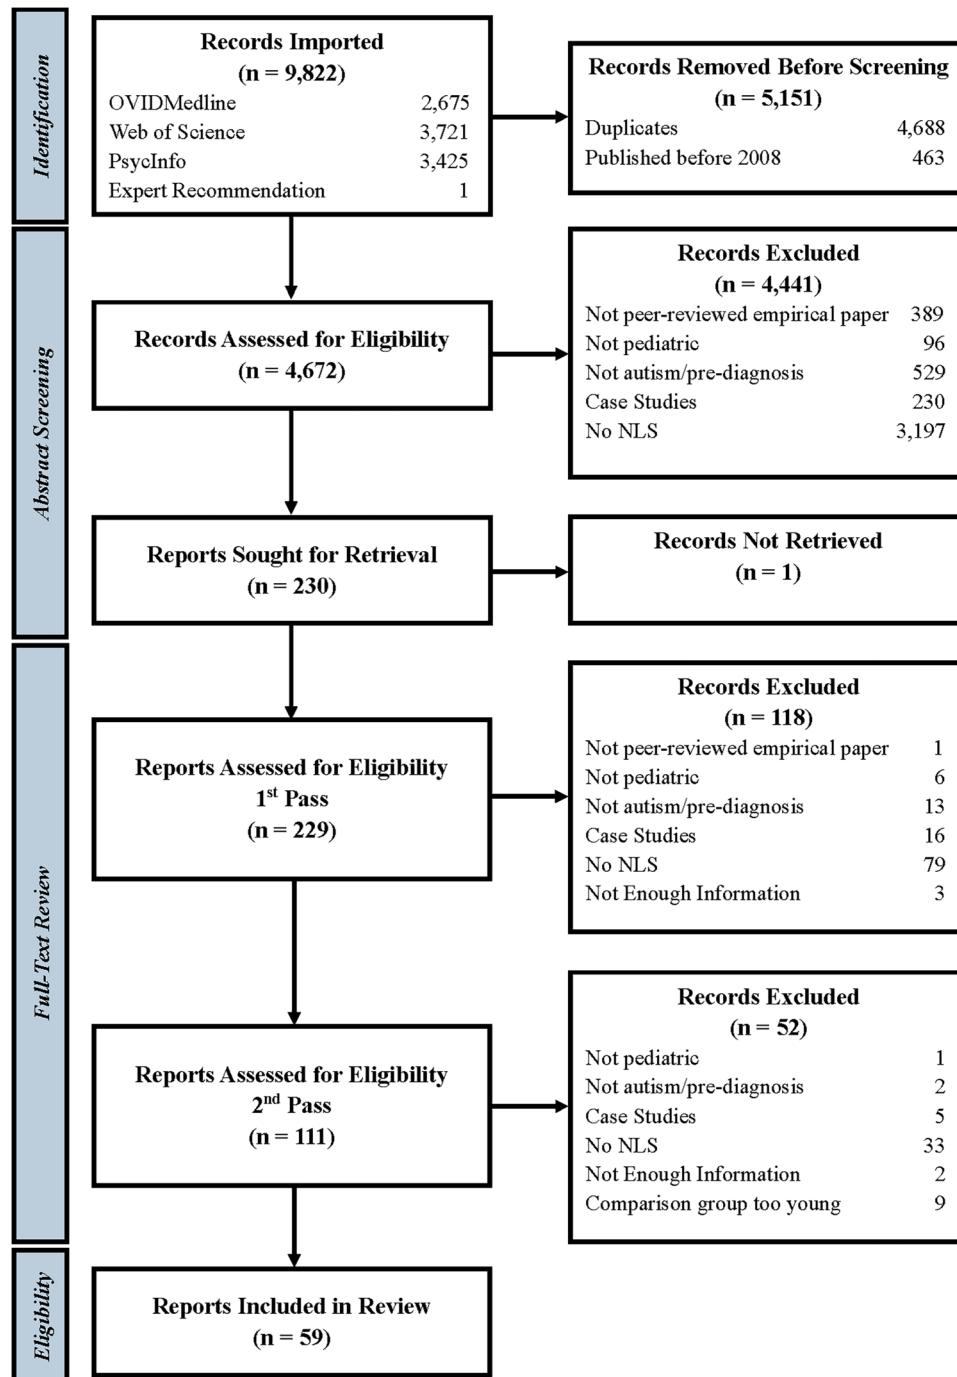 Identification
Records Imported
(n = 9,822)
OVIDMedline 2,675
Web of Science 3,721
PsycInfo 3,425
Expert Recommendation 1
Records Removed Before Screening
(n = 5,151)
Duplicates 4,688
Published before 2008 463
Abstract Screening
Records Assessed for Eligibility
(n = 4,672)
Records Excluded
(n = 4,441)
Not peer-reviewed empirical paper 389
Not pediatric 96
Not autism/pre-diagnosis 529
Case Studies 230
No NLS 3,197
Reports Sought for Retrieval
(n = 230)
Records Not Retrieved
(n = 1)
Full-Text Review
Reports Assessed for Eligibility
1st Pass
(n = 229)
Records Excluded
(n = 118)
Not peer-reviewed empirical paper 1
Not pediatric 6
Not autism/pre-diagnosis 13
Case Studies 16
No NLS 79
Not Enough Information 3
Reports Assessed for Eligibility
2nd Pass
(n = 111)
Records Excluded
(n = 52)
Not pediatric 1
Not autism/pre-diagnosis 2
Case Studies 5
No NLS 33
Not Enough Information 2
Comparison group too young 9
Eligibility
Reports Included in Review
(n = 59)